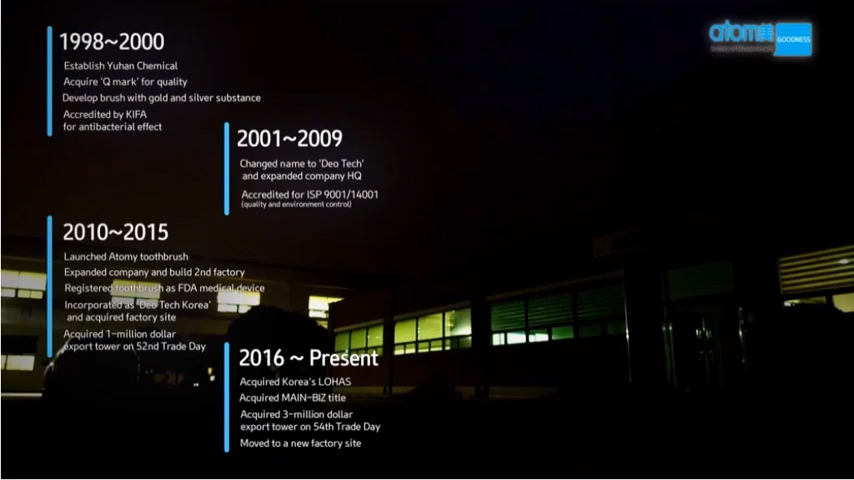 atom美
GOODNESS
1998~2000
Establish Yuhan Chemical
Acquire 'Q mark' for quality
Develop brush with gold and silver substance
Accredited by KIFA
for antibacterial effect
2001~2009
Changed name to 'Deo Tech'
and expanded company HQ
Accredited for ISP 9001/14001
(quality and environment control)
2010~2015
Launched Atomy toothbrush
Expanded company and build 2nd factory
Registered toothbrush as FDA medical device
Incorporated as 'Deo Tech Korea'
and acquired factory site
Acquired 1-million dollar
export tower on 52nd Trade Day
2016 ~ Present
Acquired Korea's LOHAS
Acquired MAIN-BIZ title
Acquired 3-million dollar
export tower on 54th Trade Day
Moved to a new factory site